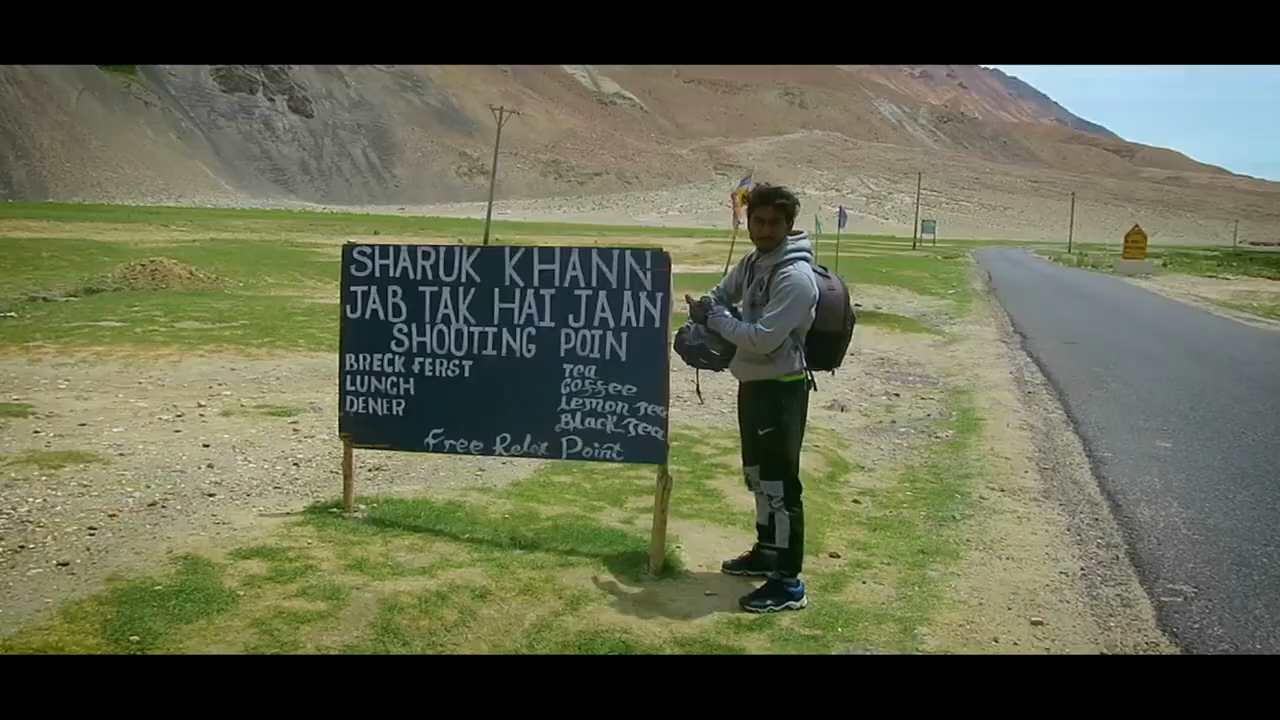 SHARUK KHANN
JAB TAK HAI JAAN
SHOOTING POIN
BRECK FERST
LUNCH
DENER
Tea
Coffee
Lemon Tea
Black Tea
Free Relax Point